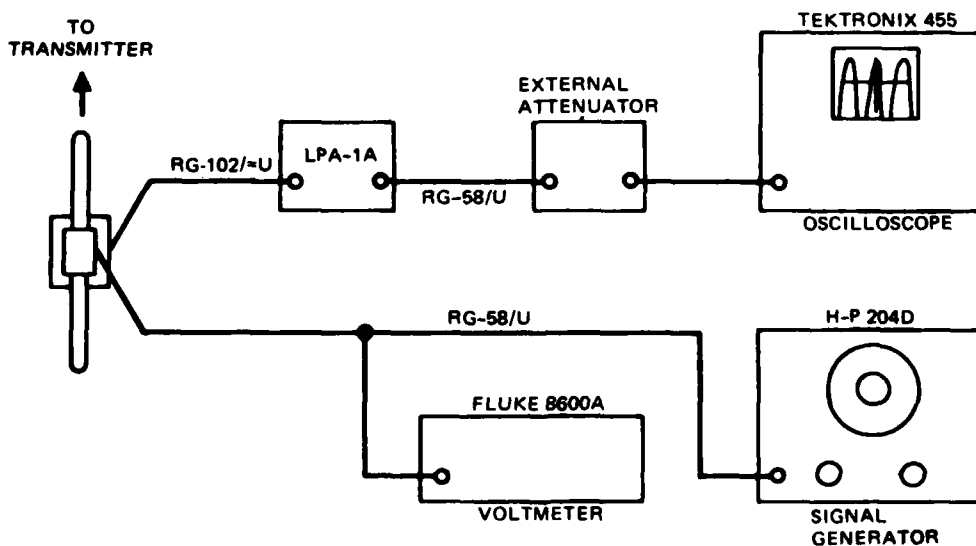 TO
TRANSMITTER
TEKTRONIX 455
EXTERNAL
ATTENUATOR
LPA-1A
RG-102/=U
RG-58/U
OSCILLOSCOPE
RG-58/U
H-P 204D
FLUKE 8600A
VOLTMETER
SIGNAL
GENERATOR